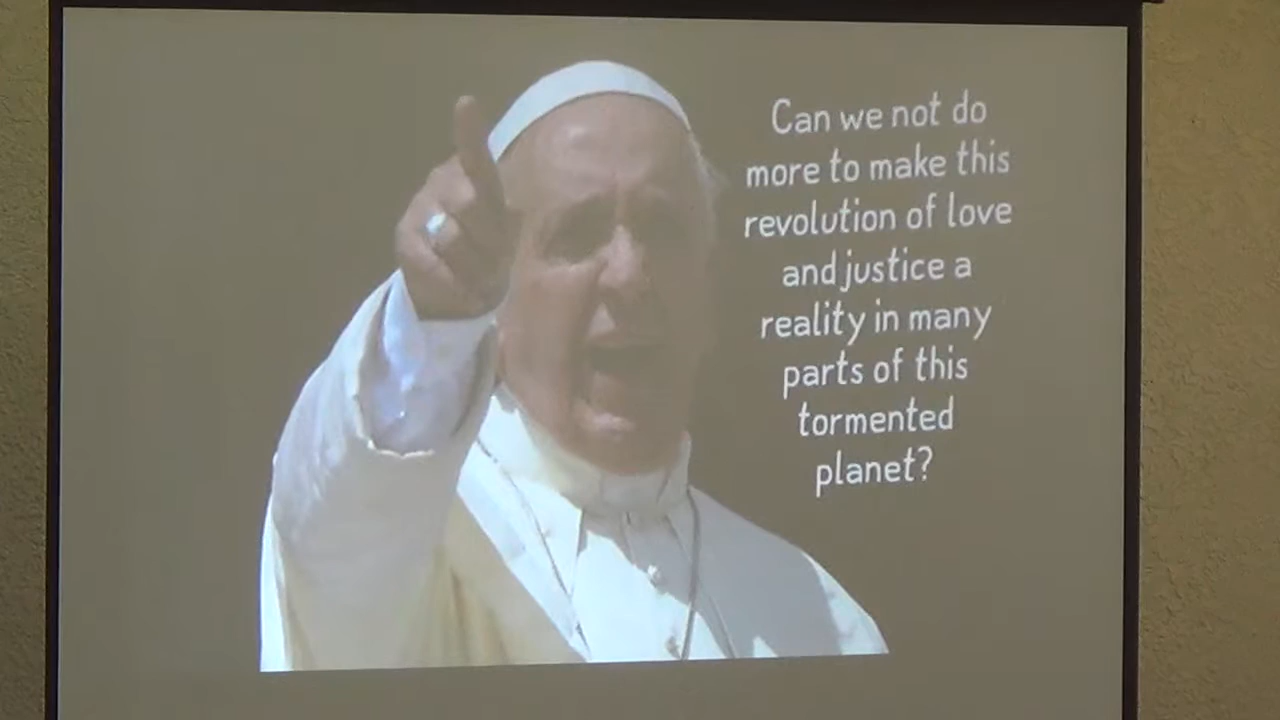 Can we not do
more to make this
revolution of love
and justice a
reality in many
parts of this
tormented
planet?